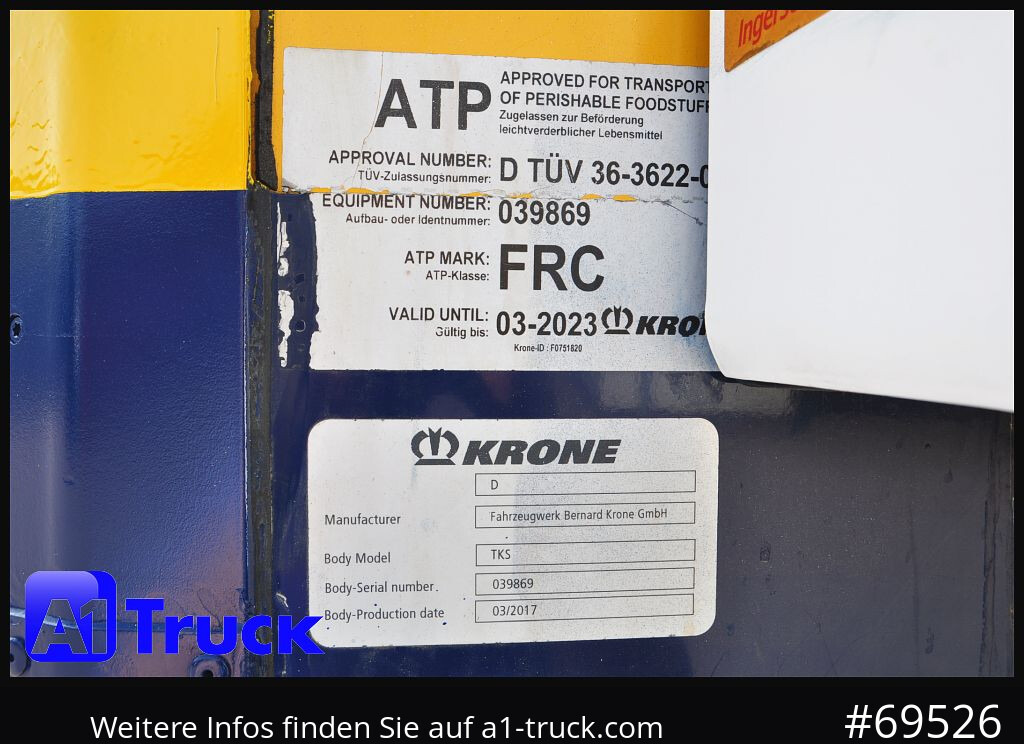 ATP
APPROVED FOR TRANSPORT
OF PERISHABLE FOODSTUFF
Zugelassen zur Beförderung
leichtverderblicher Lebensmittel
APPROVAL NUMBER: D TÜV 36-3622-
TÜV-Zulassungsnummer:
EQUIPMENT NUMBER: 039869
Aufbau- oder Identnummer:
ATP MARK: FRC
ATP-Klasse:
VALID UNTIL: 03-2023 KRO
Gültig bis:
Krone-ID : F0751820
KRONE
D
Manufacturer Fahrzeugwerk Bernard Krone GmbH
Body Model TKS
Body-Serial number. 039869
Body-Production date 03/2017
A1 Truck
Weitere Infos finden Sie auf a1-truck.com
#69526